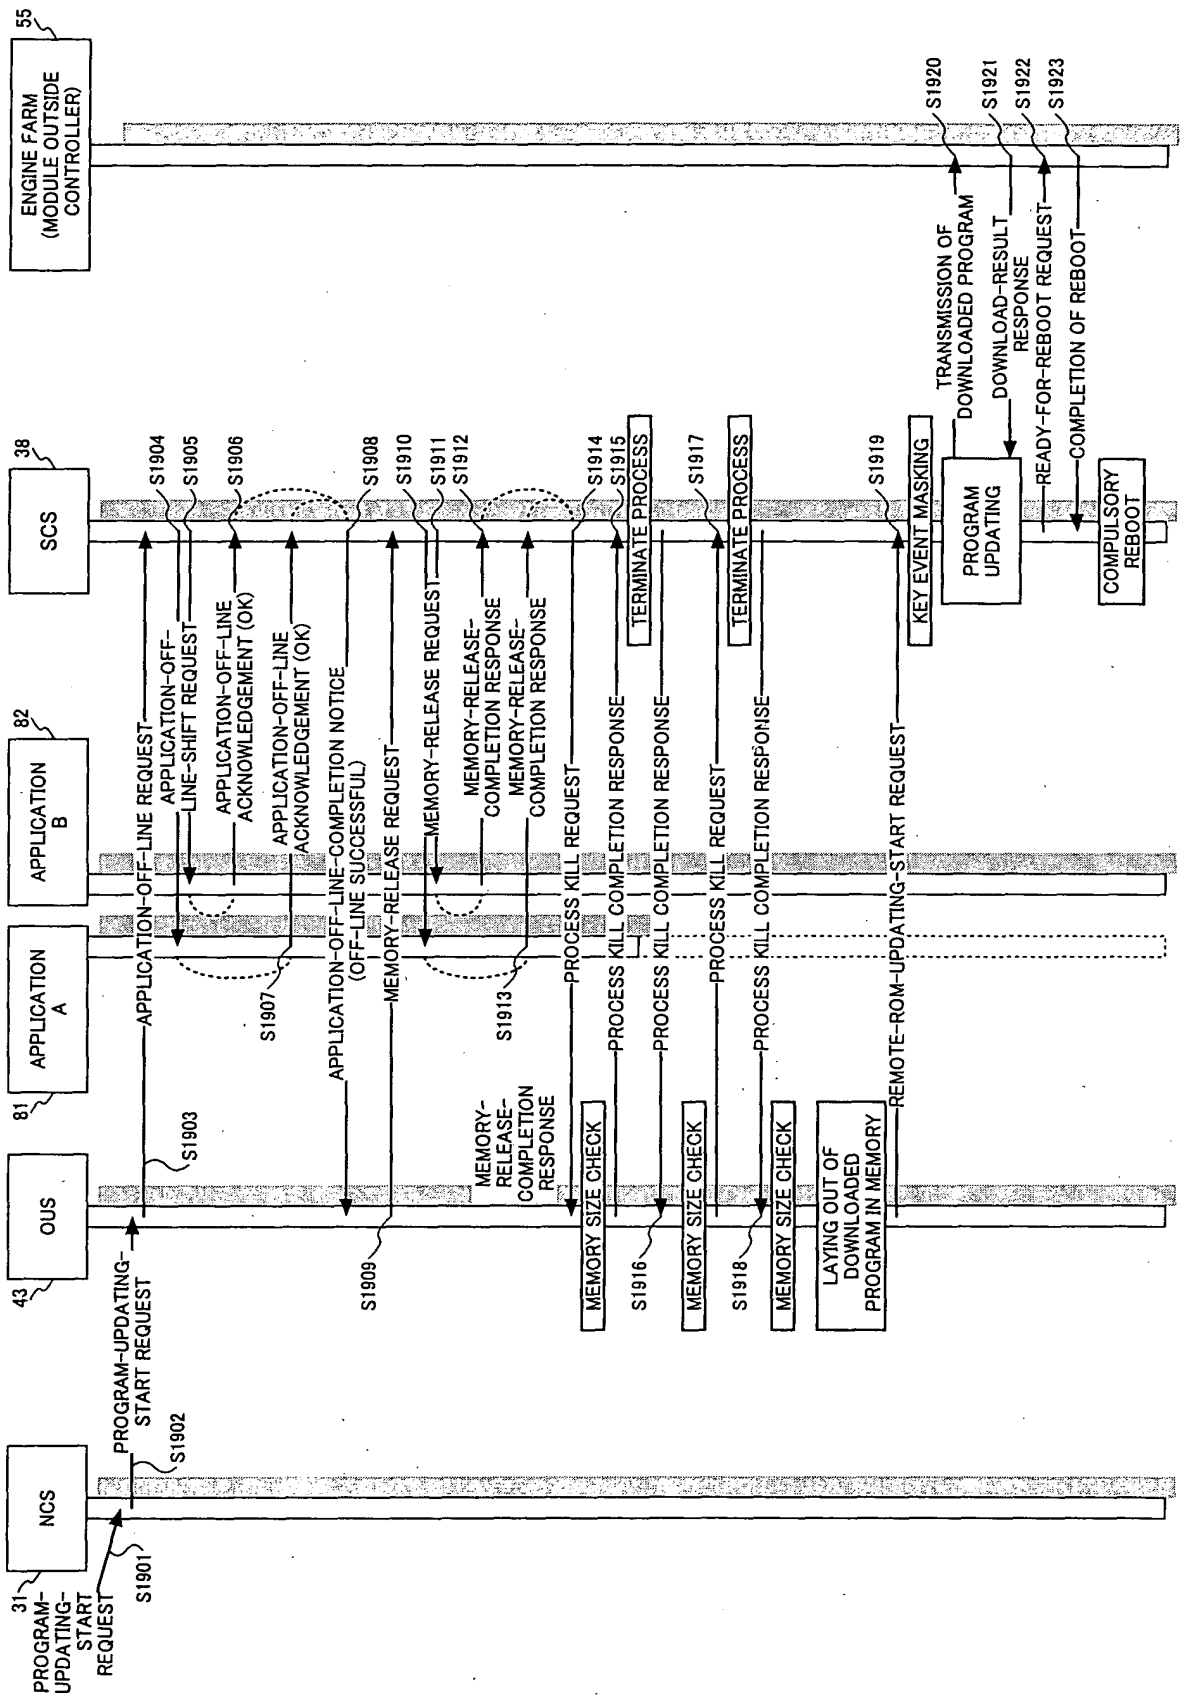 31
NCS
43
OUS
81
APPLICATION
A
APPLICATION
B
82
SCS
38
ENGINE FARM
(MODULE OUTSIDE
CONTROLLER)
55
PROGRAM-
UPDATING-
START
REQUEST
S1901
PROGRAM-UPDATING-
START REQUEST
S1902
APPLICATION-OFF-LINE REQUEST
S1903
APPLICATION-OFF-
LINE-SHIFT REQUEST
S1904
S1905
APPLICATION-OFF-LINE
ACKNOWLEDGEMENT (OK)
S1906
APPLICATION-OFF-LINE
ACKNOWLEDGEMENT (OK)
S1907
APPLICATION-OFF-LINE-COMPLETION NOTICE
(OFF-LINE SUCCESSFUL)
S1908
MEMORY-RELEASE REQUEST
S1909
MEMORY-RELEASE REQUEST
S1910
S1911
MEMORY-RELEASE-
COMPLETION RESPONSE
S1912
MEMORY-RELEASE-
COMPLETION RESPONSE
S1913
MEMORY-
RELEASE-
COMPLETION
RESPONSE
PROCESS KILL REQUEST
S1914
MEMORY SIZE CHECK
PROCESS KILL COMPLETION RESPONSE
S1915
TERMINATE PROCESS
PROCESS KILL COMPLETION RESPONSE
S1916
MEMORY SIZE CHECK
PROCESS KILL REQUEST
S1917
TERMINATE PROCESS
PROCESS KILL COMPLETION RESPONSE
S1918
MEMORY SIZE CHECK
LAYING OUT OF
DOWNLOADED
PROGRAM IN MEMORY
REMOTE-ROM-UPDATING-START REQUEST
S1919
KEY EVENT MASKING
PROGRAM
UPDATING
TRANSMISSION OF
DOWNLOADED PROGRAM
S1920
DOWNLOAD-RESULT
RESPONSE
S1921
READY-FOR-REBOOT REQUEST
S1922
COMPLETION OF REBOOT
S1923
COMPULSORY
REBOOT